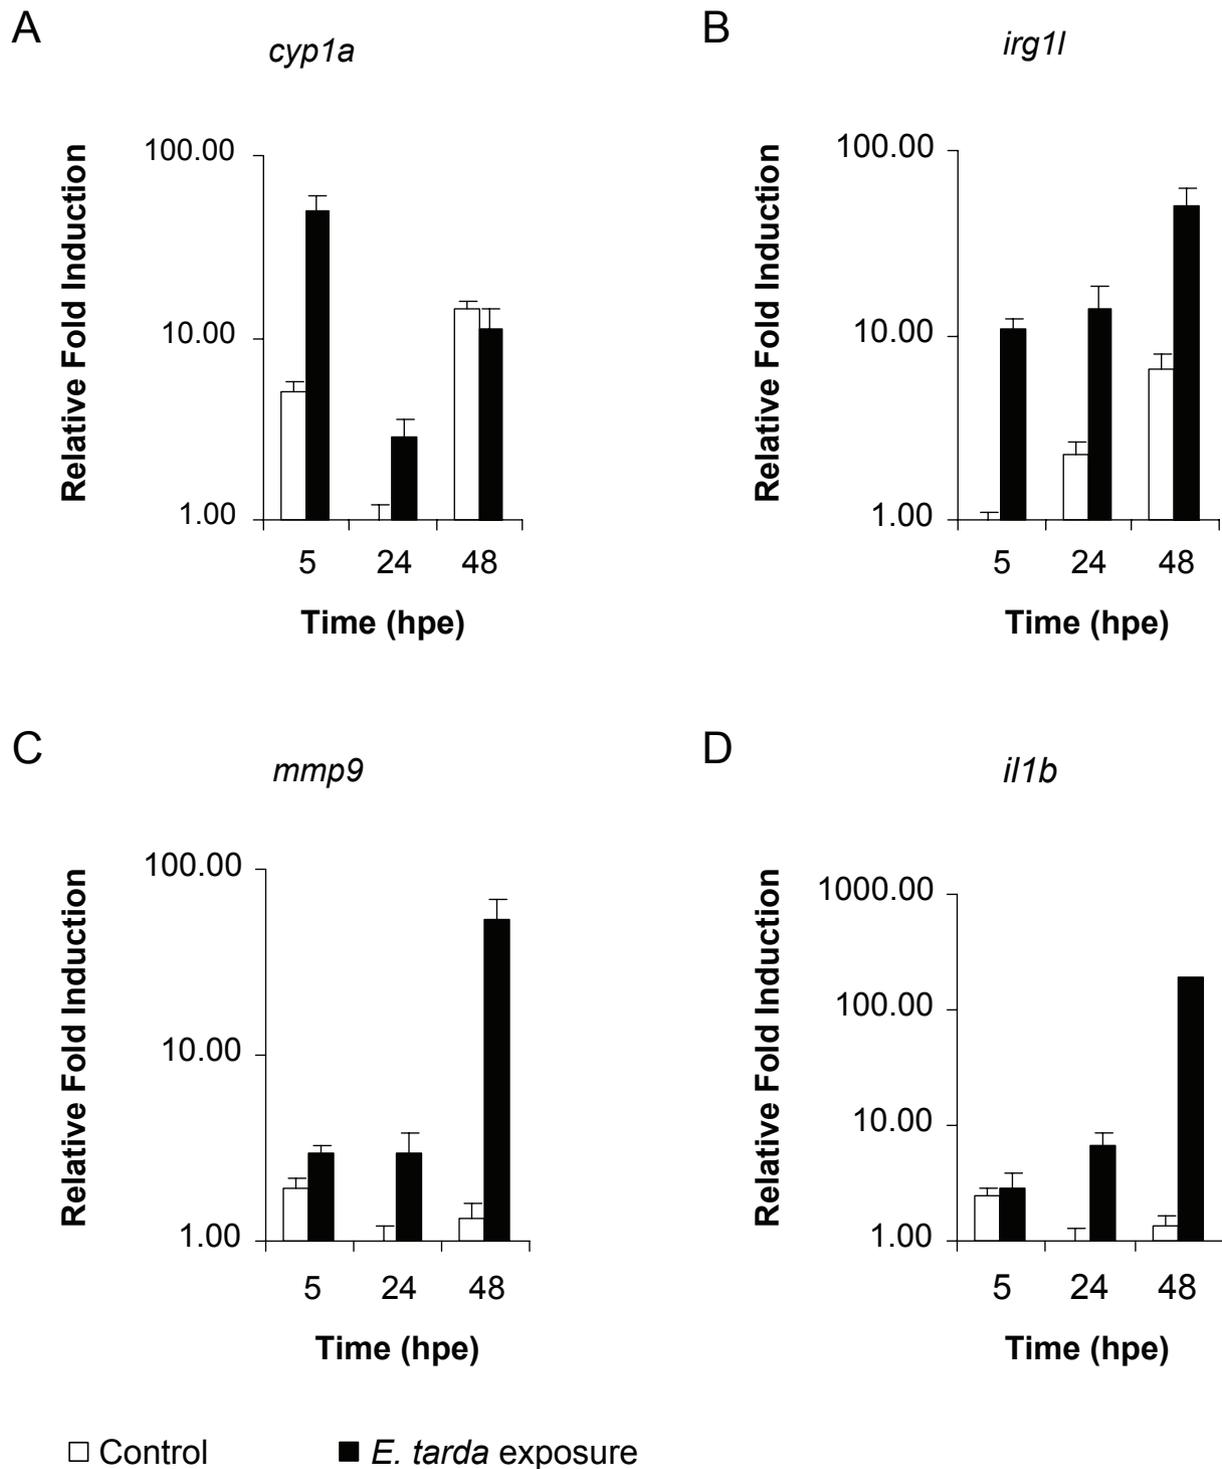 A
cyp1a
Relative Fold Induction
100.00
10.00
1.00
5 24 48
Time (hpe)
B
irg1l
Relative Fold Induction
100.00
10.00
1.00
5 24 48
Time (hpe)
C
mmp9
Relative Fold Induction
100.00
10.00
1.00
5 24 48
Time (hpe)
D
il1b
Relative Fold Induction
1000.00
100.00
10.00
1.00
5 24 48
Time (hpe)
Control E. tarda exposure